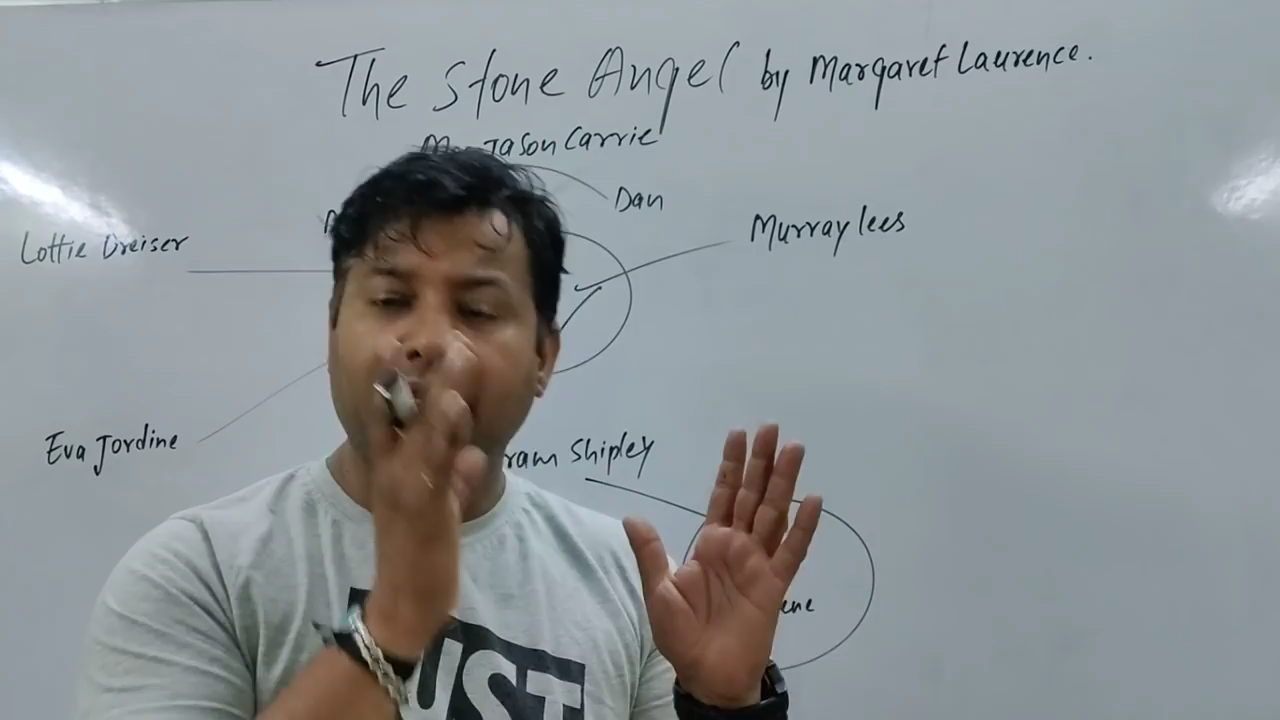 The Stone Angel by Margaret Laurence.
Jason Carrie
Dan
Murray lees
Lottie Dreiser
Eva Jordine
ram Shipley
ene
UST